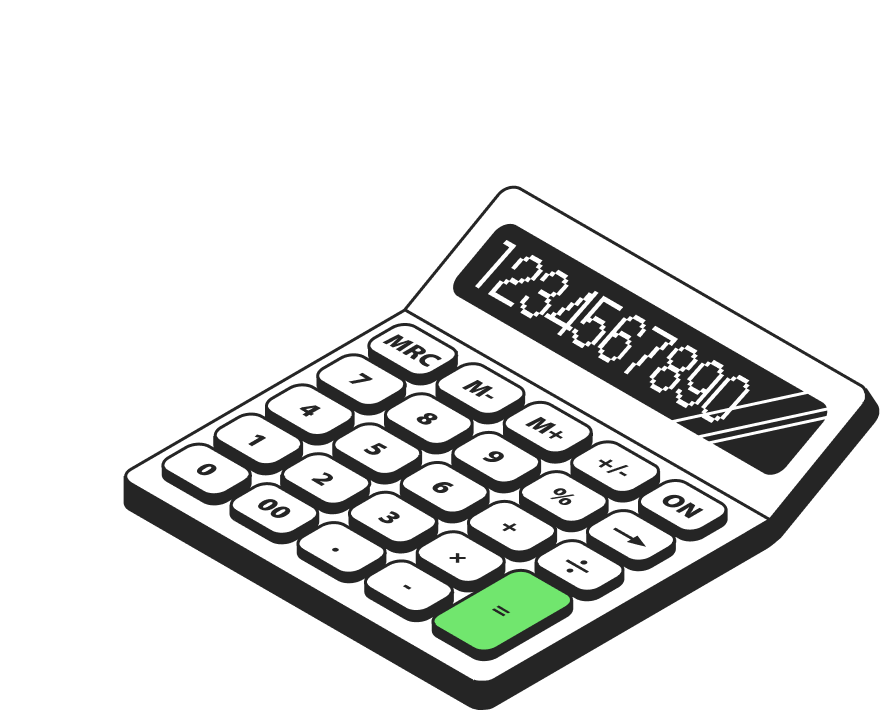 1234567890
MRC M- M+ +/- ON
7 8 9 % →
4 5 6 + ÷
1 2 3 × =
0 00 . -